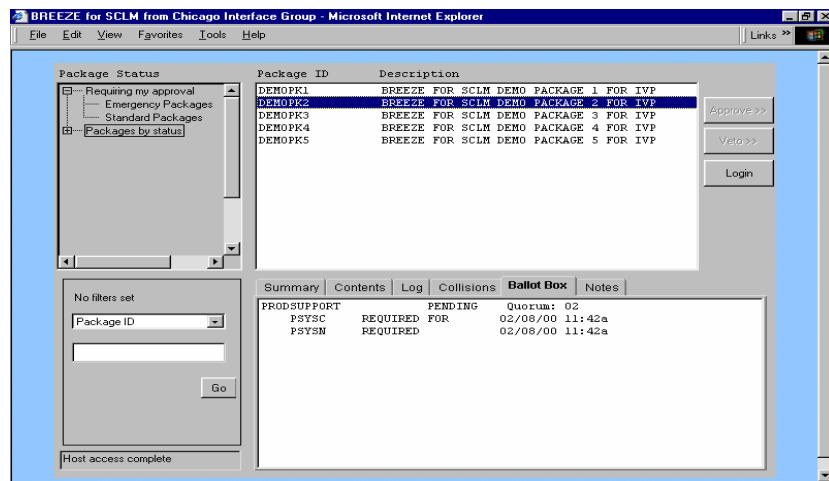 BREEZE for SCLM from Chicago Interface Group - Microsoft Internet Explorer
File Edit View Favorites Tools Help Links »
Package Status
Requiring my approval
Emergency Packages
Standard Packages
Packages by status
Package ID Description
DEMOPK1 BREEZE FOR SCLM DEMO PACKAGE 1 FOR IVP
DEMOPK2 BREEZE FOR SCLM DEMO PACKAGE 2 FOR IVP
DEMOPK3 BREEZE FOR SCLM DEMO PACKAGE 3 FOR IVP
DEMOPK4 BREEZE FOR SCLM DEMO PACKAGE 4 FOR IVP
DEMOPK5 BREEZE FOR SCLM DEMO PACKAGE 5 FOR IVP
Approve >>
Veto >>
Login
No filters set
Package ID
Go
Host access complete
Summary Contents Log Collisions Ballot Box Notes
PRODSUPPORT PENDING Quorum: 02
PSYSC REQUIRED FOR 02/08/00 11:42a
PSYSN REQUIRED 02/08/00 11:42a